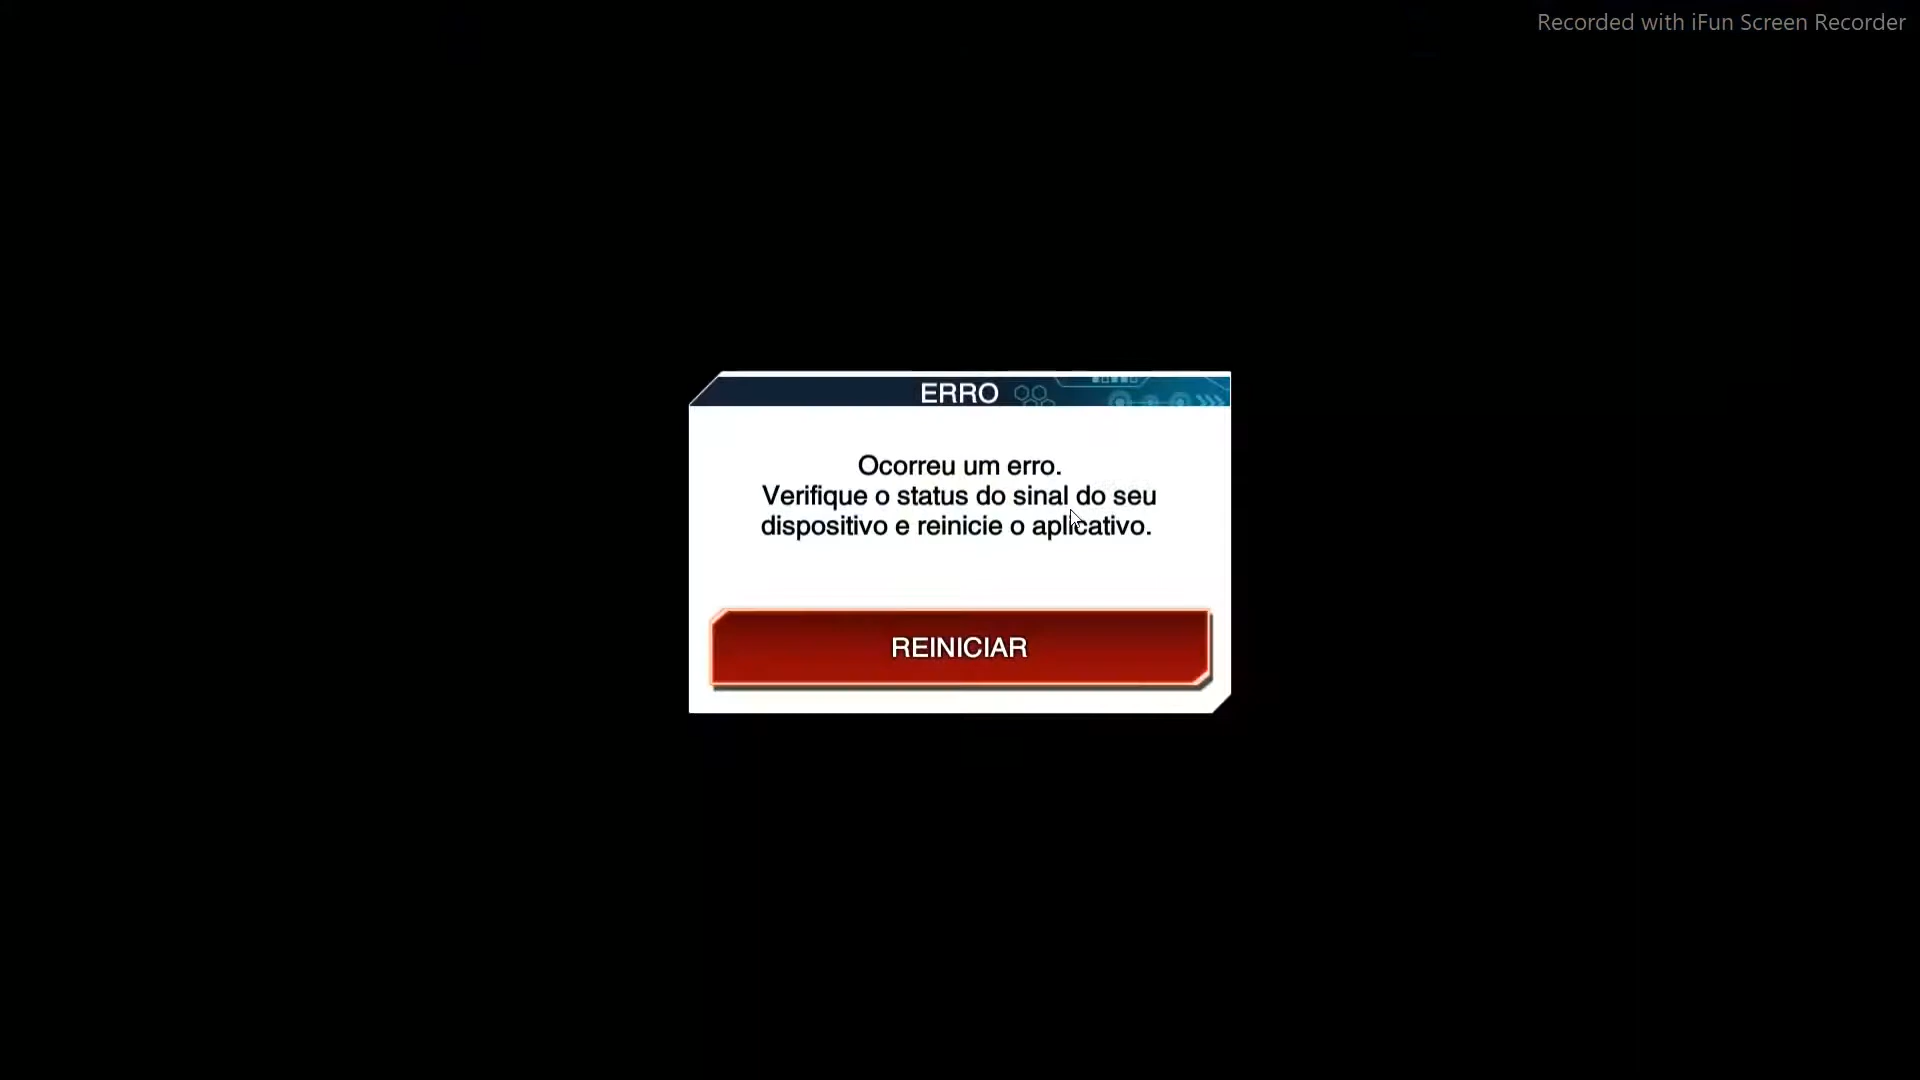 Recorded with iFun Screen Recorder
ERRO
Ocorreu um erro.
Verifique o status do sinal do seu
dispositivo e reinicie o aplicativo.
REINICIAR